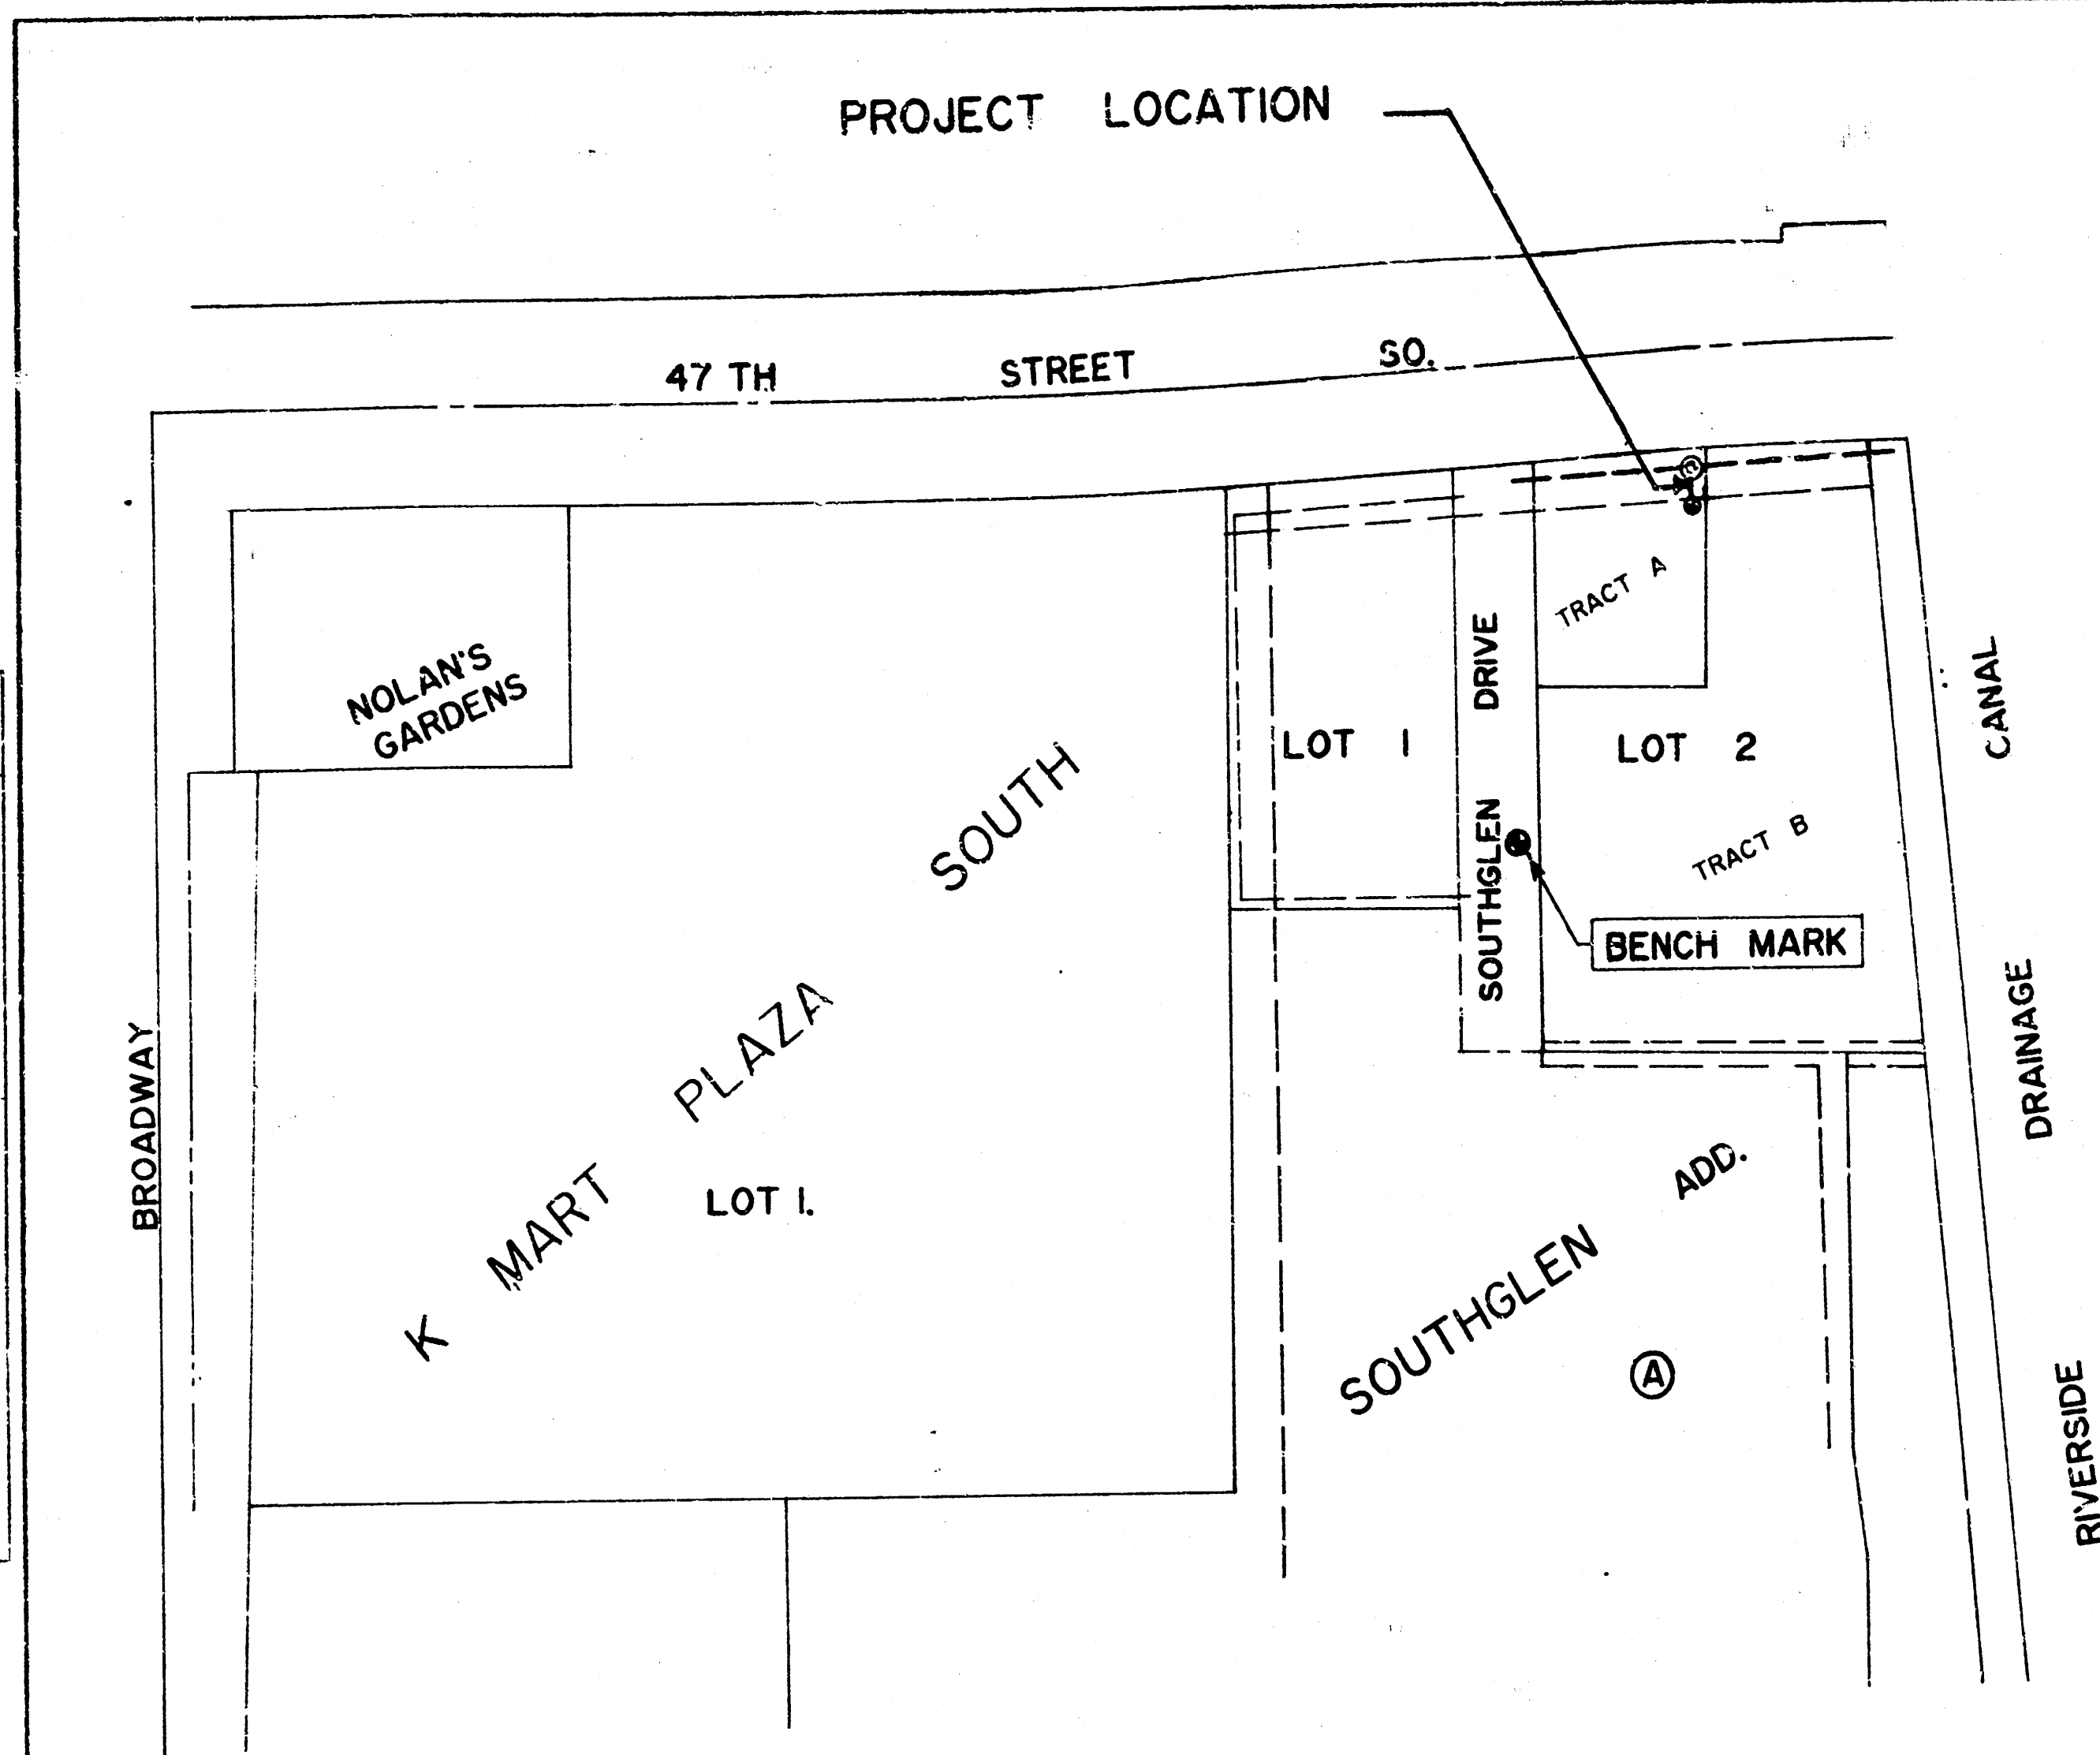 PROJECT LOCATION
47 TH STREET SO.
NOLAN'S
GARDENS
TRACT A
SOUTHGLEN DRIVE
LOT 1
LOT 2
TRACT B
BENCH MARK
K MART PLAZA SOUTH
LOT 1.
BROADWAY
SOUTHGLEN ADD.
A
RIVERSIDE DRAINAGE CANAL